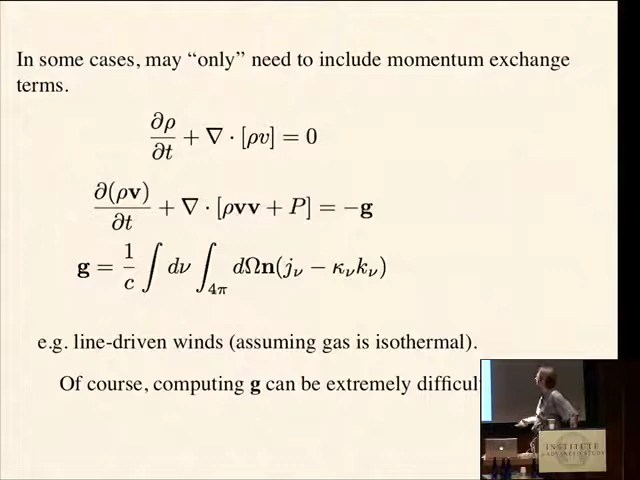 In some cases, may “only” need to include momentum exchange
terms.
∂ρ/∂t + ∇ · [ρv] = 0
∂(ρ𝐯)/∂t + ∇ · [ρ𝐯𝐯 + P] = −𝐠
𝐠 = 1/c ∫ dν ∫_{4π} dΩ𝐧(j_ν − κ_ν k_ν)
e.g. line-driven winds (assuming gas is isothermal).
Of course, computing g can be extremely difficul
INSTITUTE
ADVANCED STUDY